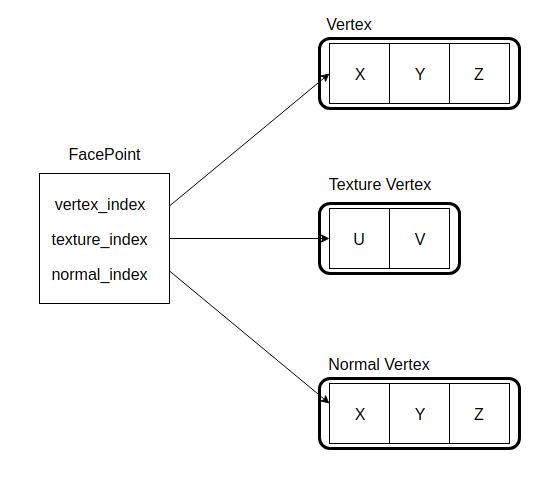 Vertex
X Y Z
FacePoint
vertex_index
texture_index
normal_index
Texture Vertex
U V
Normal Vertex
X Y Z